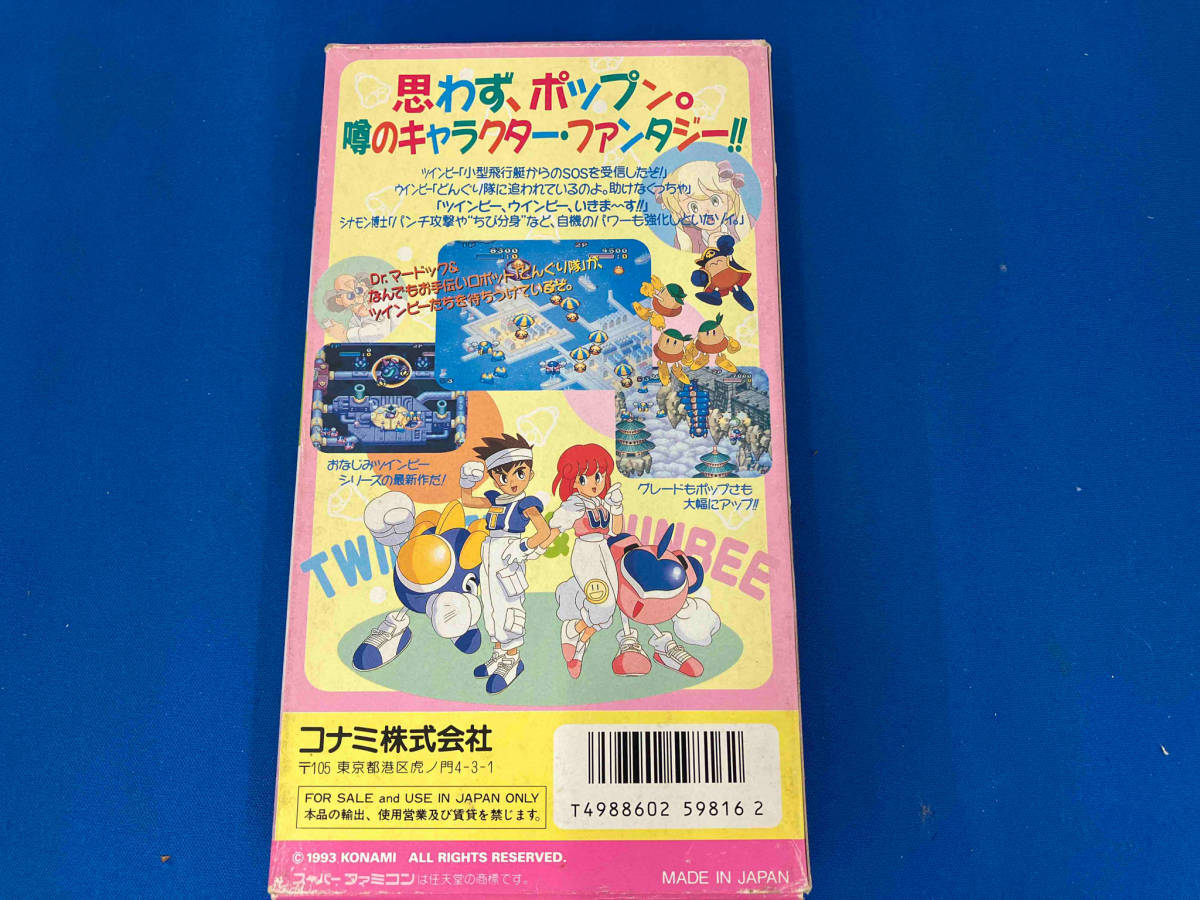 思わず、ポップン。
噂のキャラクター・ファンタジー!!
ツインビー「小型飛行艇からのSOSを受信したぞ!」
ウインビー「どんぐり隊に追われているのよ。助けなくっちゃ」
「ツインビー、ウインビー、いきま〜す!!」
シナモン博士「パンチ攻撃や"ちび分身"など、自機のパワーも強化しといたゾイ。」
Dr.マードック&
なんでもお手伝いロボット「どんぐり隊」が、
ツインビーたちを待ちうけているぞ。
1P 8300 2P 4500
おなじみツインビー
シリーズの最新作だ!
グレードもポップさも
大幅にアップ!!
TWIN WINBEE
コナミ株式会社
〒105 東京都港区虎ノ門4-3-1
FOR SALE and USE IN JAPAN ONLY
本品の輸出、使用営業及び賃貸を禁じます。
T4988602 59816 2
© 1993 KONAMI ALL RIGHTS RESERVED.
スーパーファミコンは任天堂の商標です。
MADE IN JAPAN